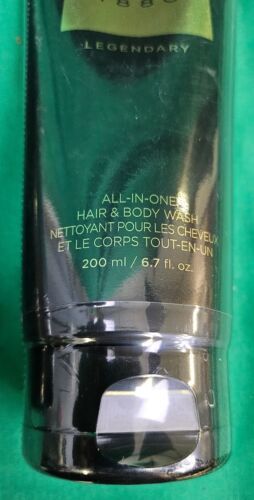 LEGENDARY
ALL-IN-ONE
HAIR & BODY WASH
NETTOYANT POUR LES CHEVEUX
ET LE CORPS TOUT-EN-UN
200 ml / 6.7 fl. oz.